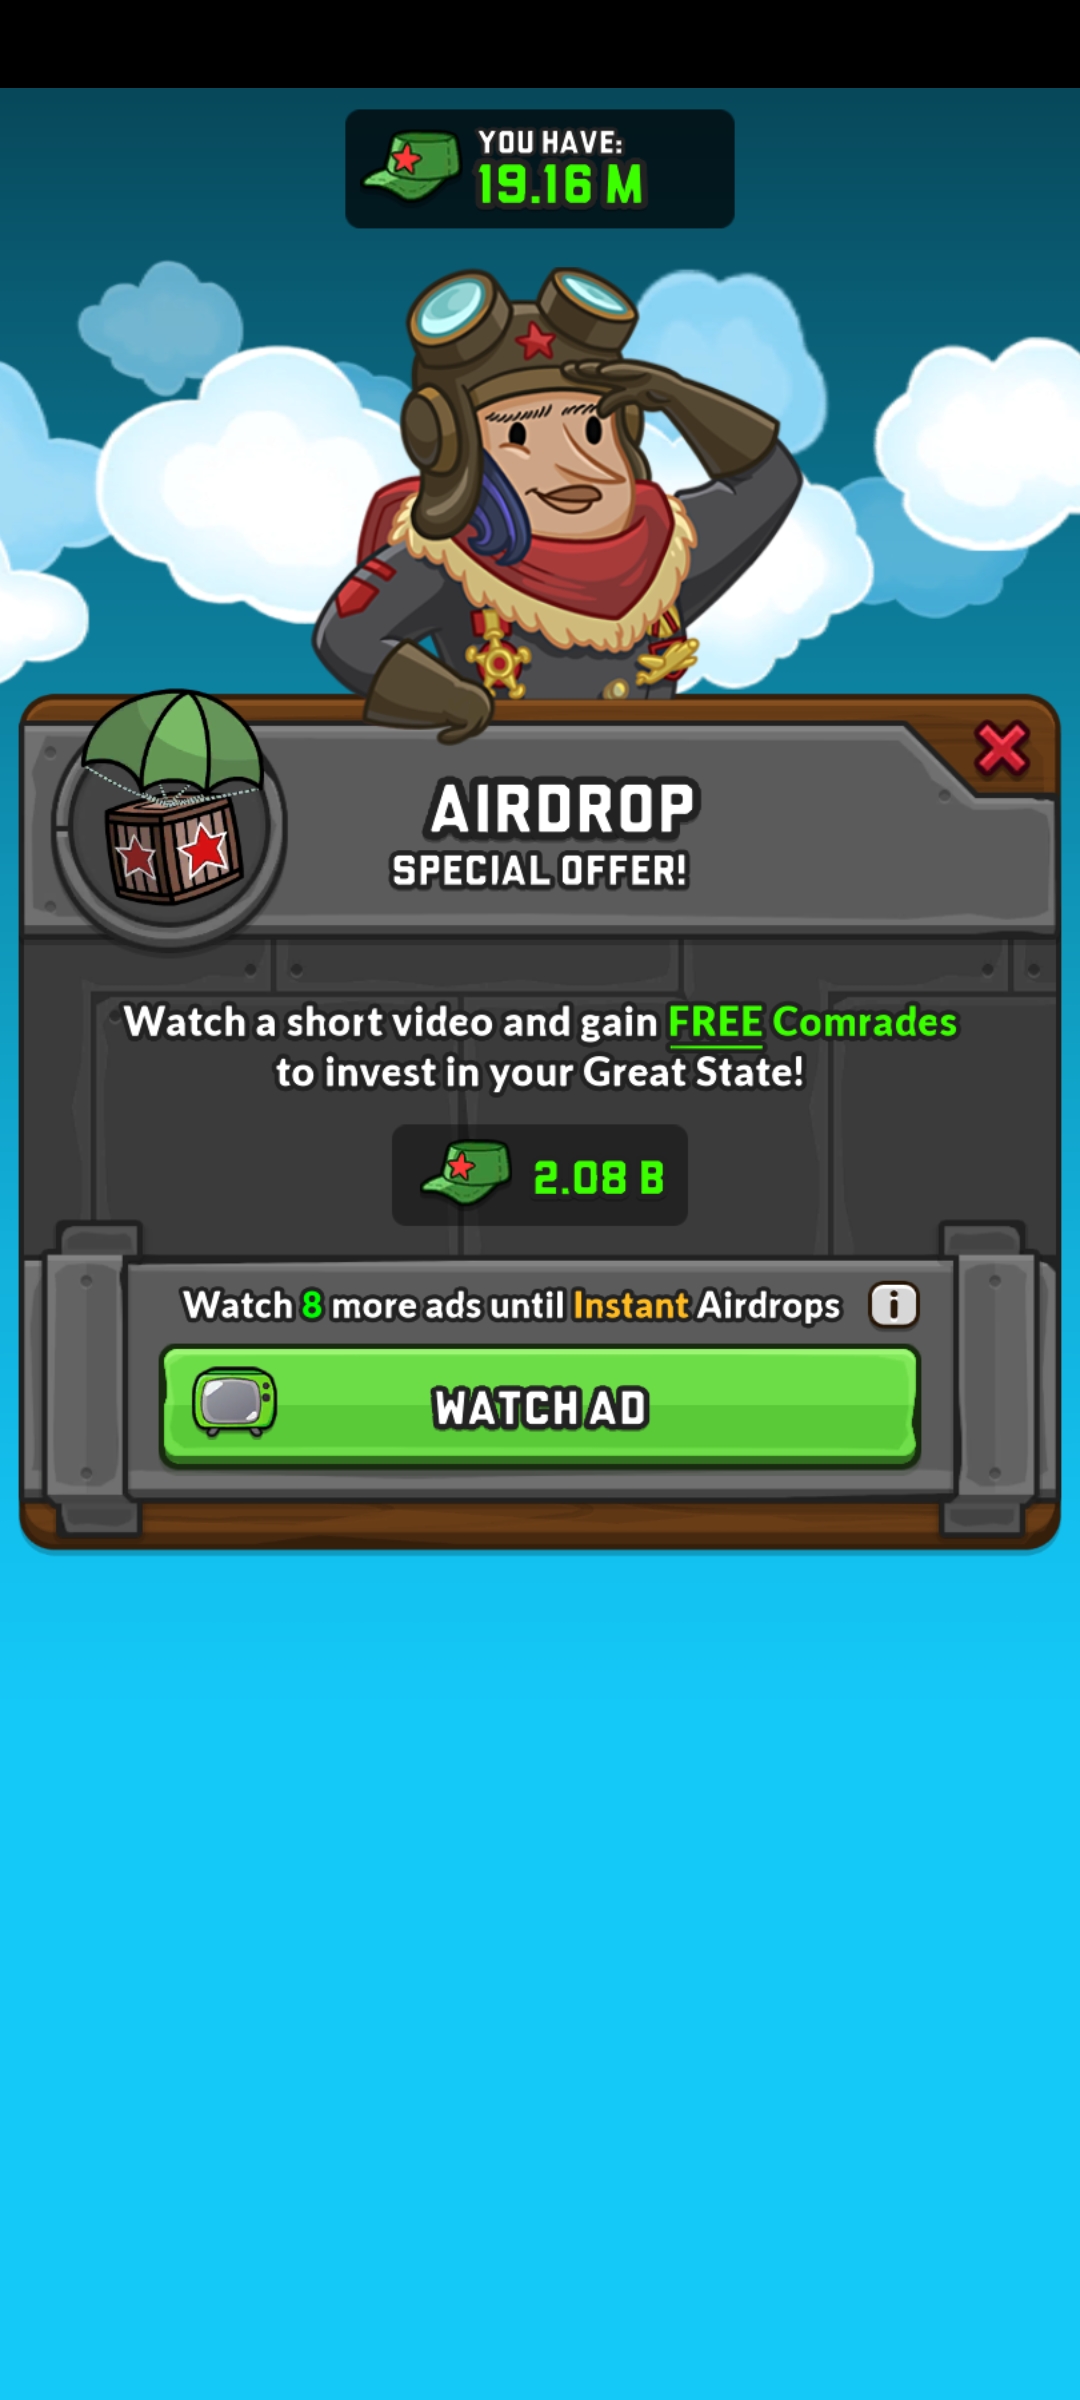 YOU HAVE:
19.16 M
AIRDROP
SPECIAL OFFER!
Watch a short video and gain FREE Comrades
to invest in your Great State!
2.08 B
Watch 8 more ads until Instant Airdrops
i
WATCH AD